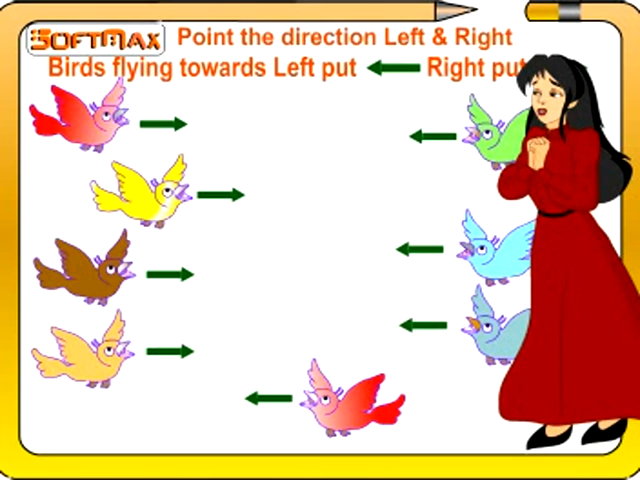 SOFTMAX
Point the direction Left & Right
Birds flying towards Left put Right put